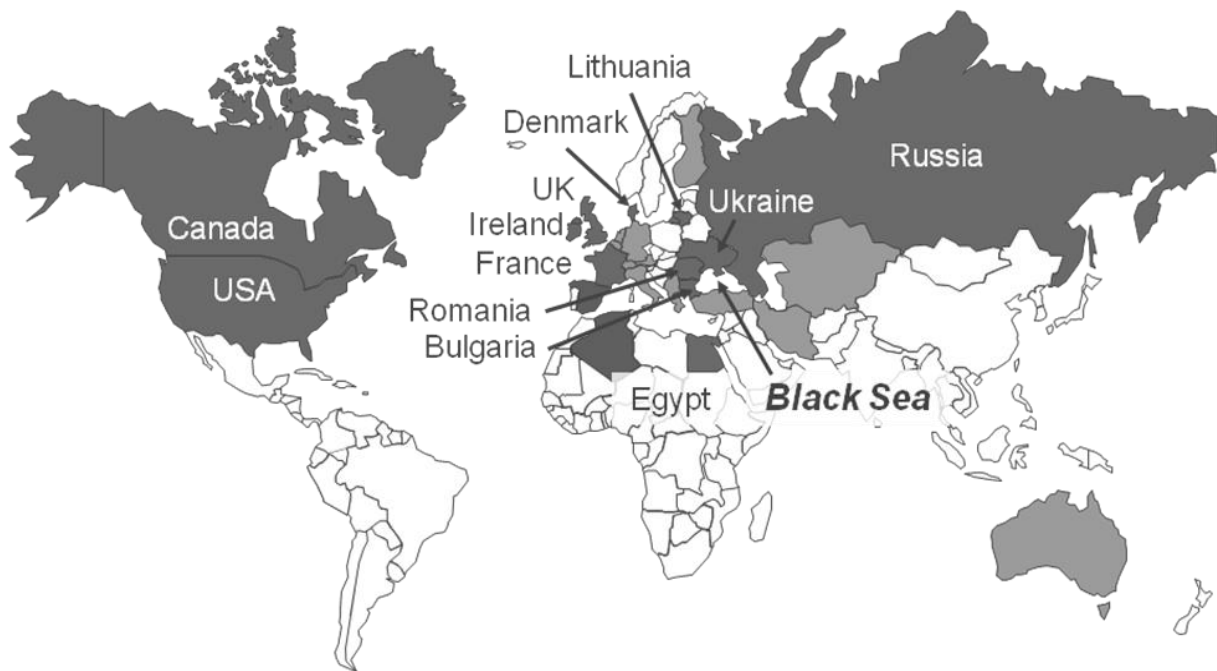 Lithuania
Denmark
Russia
UK
Ukraine
Ireland
Canada
France
USA
Romania
Bulgaria
Egypt
Black Sea